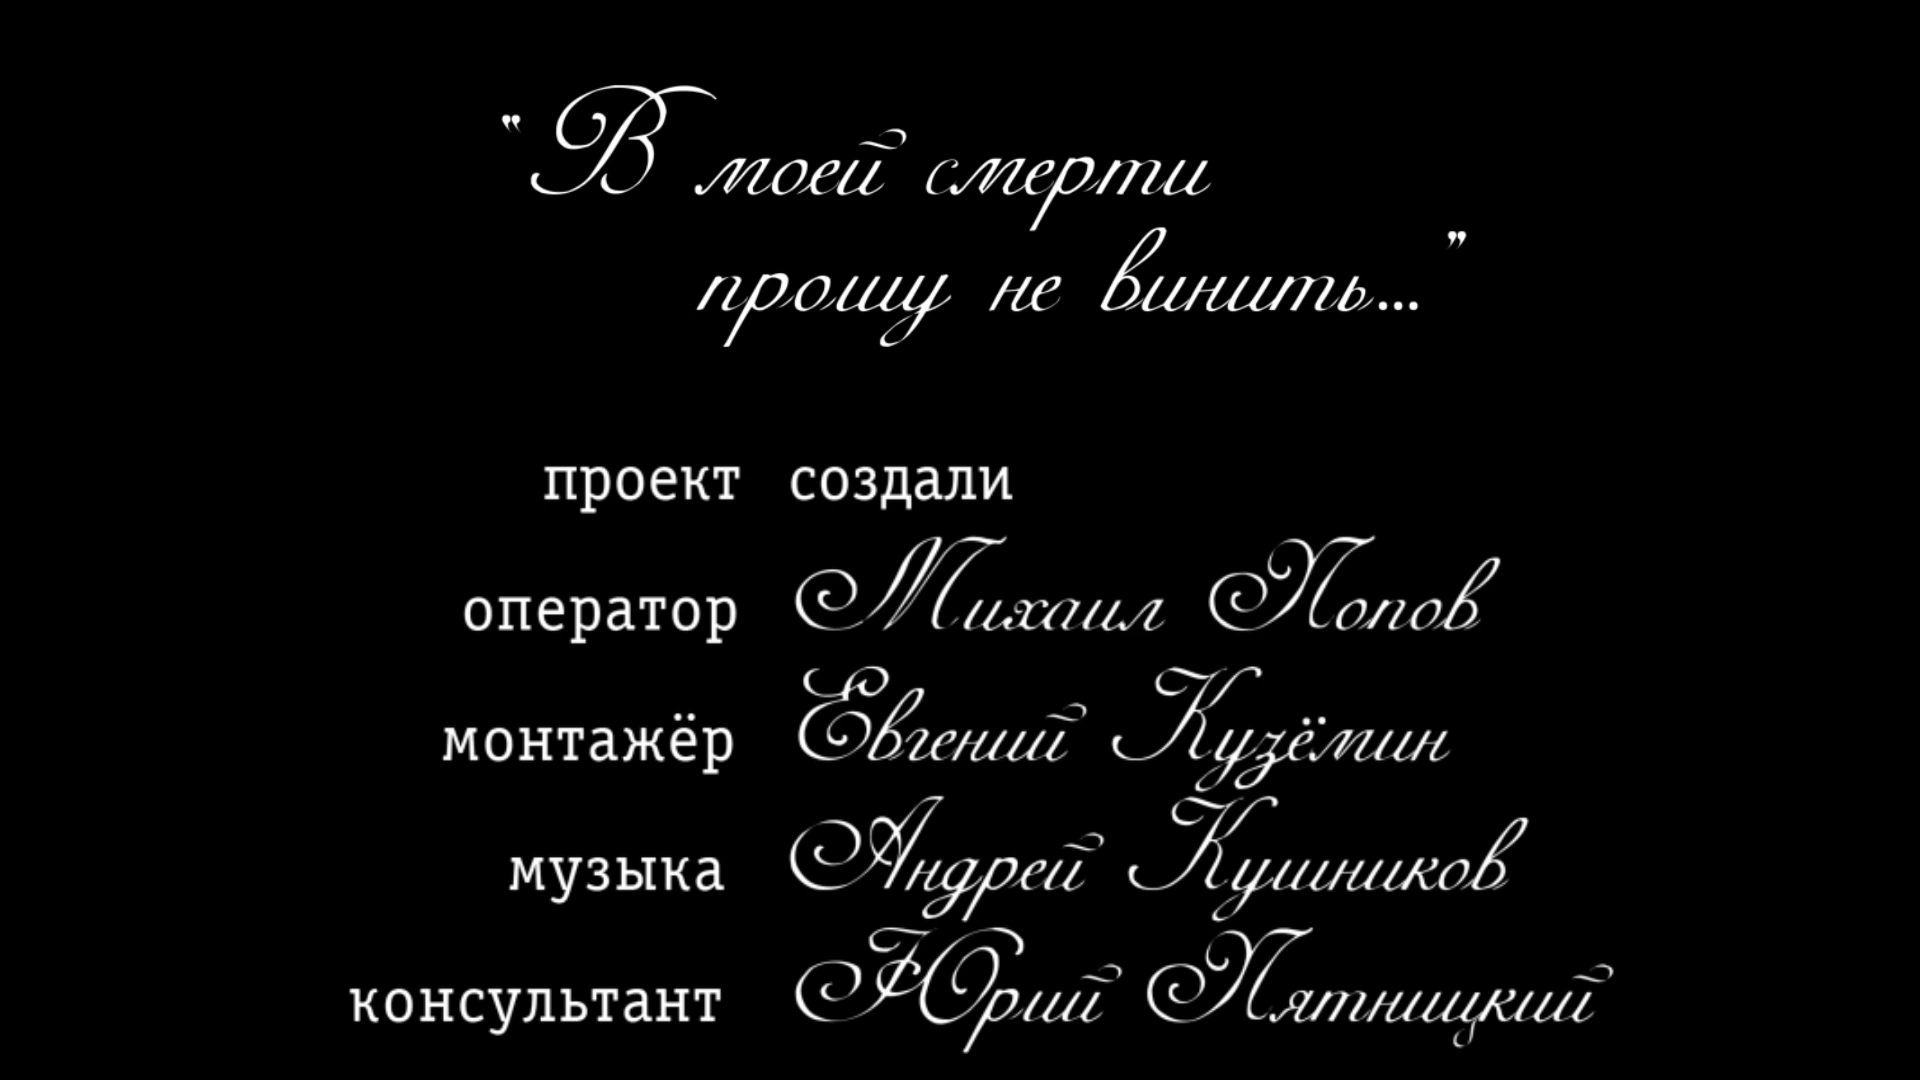 "В моей смерти
прошу не винить..."
проект создали
оператор Михаил Попов
монтажёр Евгений Кузёмин
музыка Андрей Кушников
консультант Юрий Пятницкий